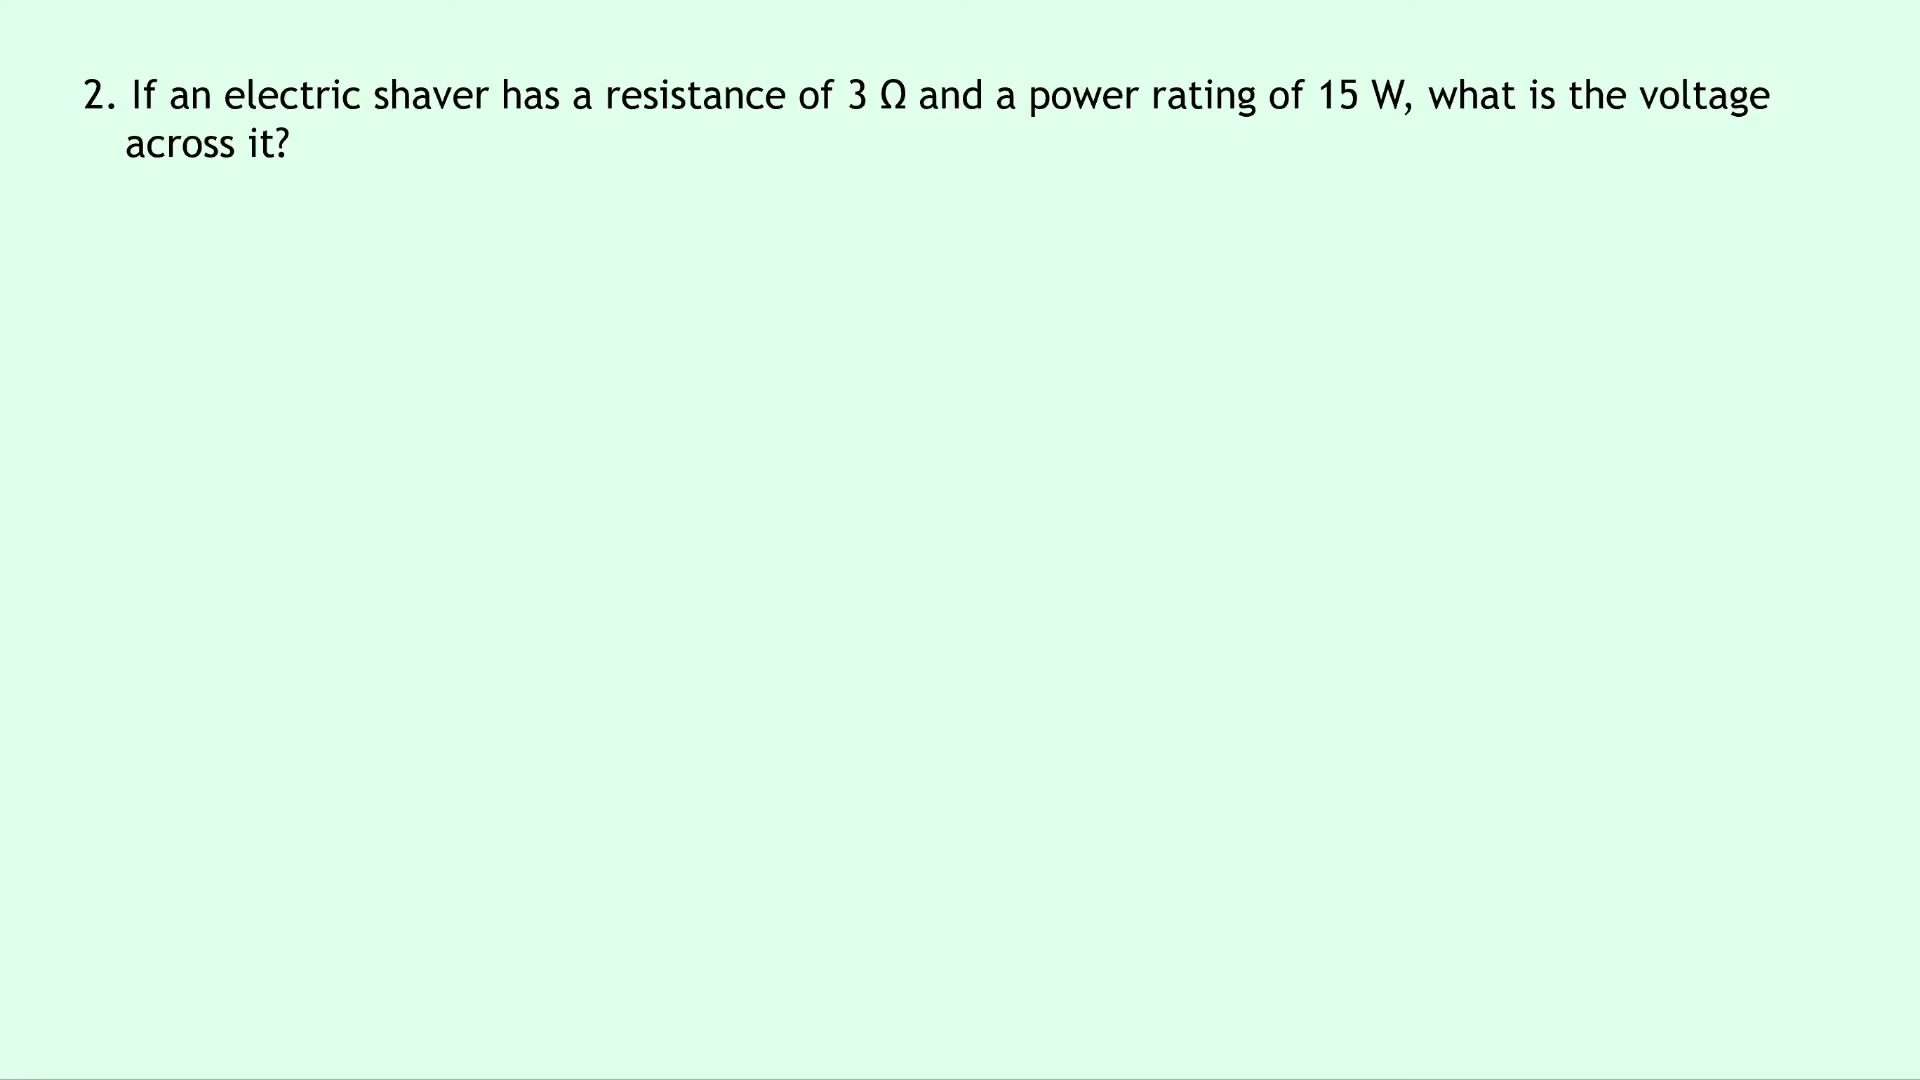 2. If an electric shaver has a resistance of 3 Ω and a power rating of 15 W, what is the voltage
across it?